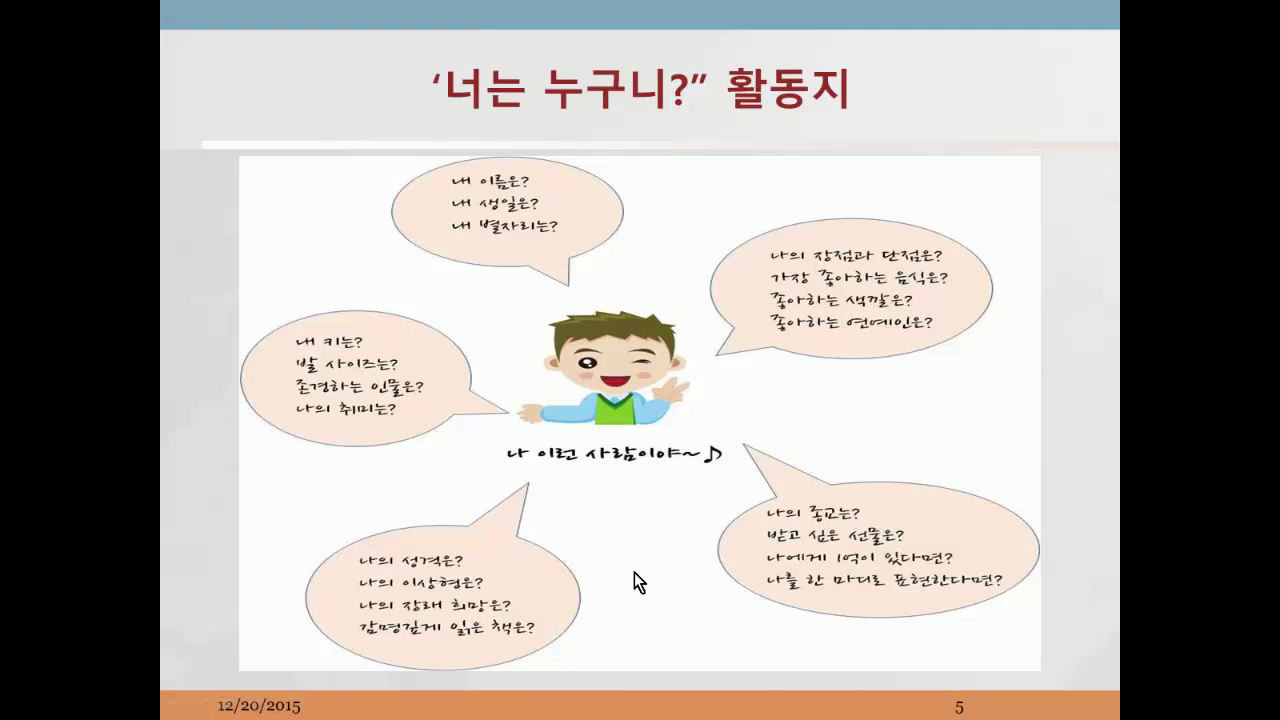 ‘너는 누구니?” 활동지
내 이름은?
내 생일은?
내 별자리는?
나의 장점과 단점은?
가장 좋아하는 음식은?
좋아하는 색깔은?
좋아하는 연예인은?
내 키는?
발 사이즈는?
존경하는 인물은?
나의 취미는?
나 이런 사람이야~♪
나의 성격은?
나의 이상형은?
나의 장래 희망은?
감명깊게 읽은 책은?
나의 종교는?
받고 싶은 선물은?
나에게 1억이 있다면?
나를 한 마디로 표현한다면?
12/20/2015
5